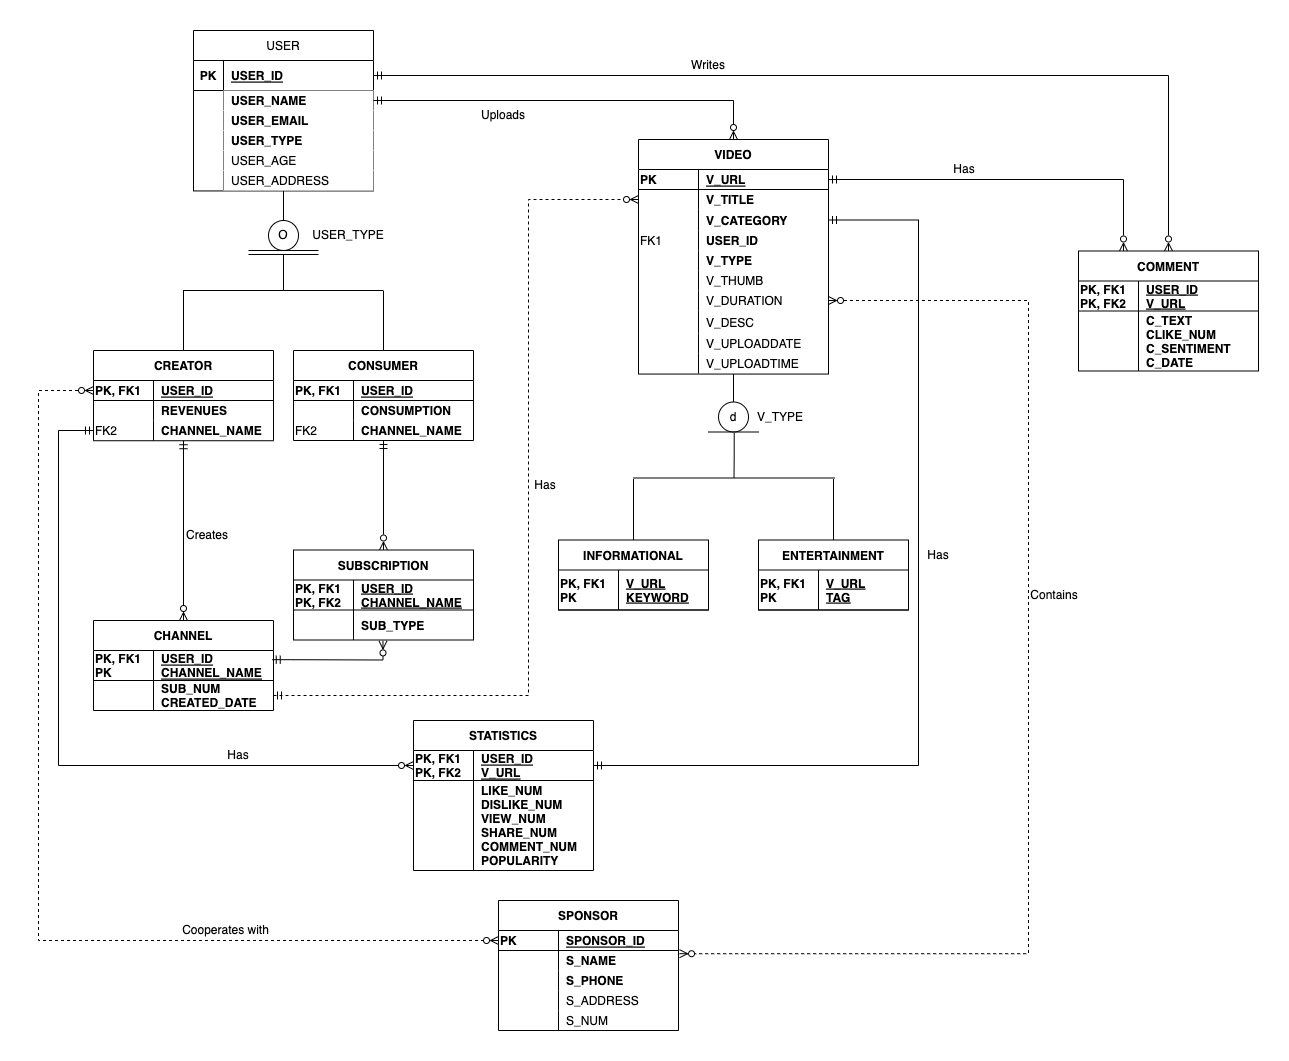 USER
PK USER_ID
USER_NAME
USER_EMAIL
USER_TYPE
USER_AGE
USER_ADDRESS
Writes
Uploads
O USER_TYPE
VIDEO
PK V_URL
V_TITLE
V_CATEGORY
FK1 USER_ID
V_TYPE
V_THUMB
V_DURATION
V_DESC
V_UPLOADDATE
V_UPLOADTIME
Has
COMMENT
PK, FK1 USER_ID
PK, FK2 V_URL
C_TEXT
CLIKE_NUM
C_SENTIMENT
C_DATE
CREATOR
PK, FK1 USER_ID
REVENUES
FK2 CHANNEL_NAME
CONSUMER
PK, FK1 USER_ID
CONSUMPTION
FK2 CHANNEL_NAME
d V_TYPE
Has
Creates
SUBSCRIPTION
PK, FK1 USER_ID
PK, FK2 CHANNEL_NAME
SUB_TYPE
INFORMATIONAL
PK, FK1 V_URL
PK KEYWORD
ENTERTAINMENT
PK, FK1 V_URL
PK TAG
Has
Contains
CHANNEL
PK, FK1 USER_ID
PK CHANNEL_NAME
SUB_NUM
CREATED_DATE
Has
STATISTICS
PK, FK1 USER_ID
PK, FK2 V_URL
LIKE_NUM
DISLIKE_NUM
VIEW_NUM
SHARE_NUM
COMMENT_NUM
POPULARITY
Cooperates with
SPONSOR
PK SPONSOR_ID
S_NAME
S_PHONE
S_ADDRESS
S_NUM